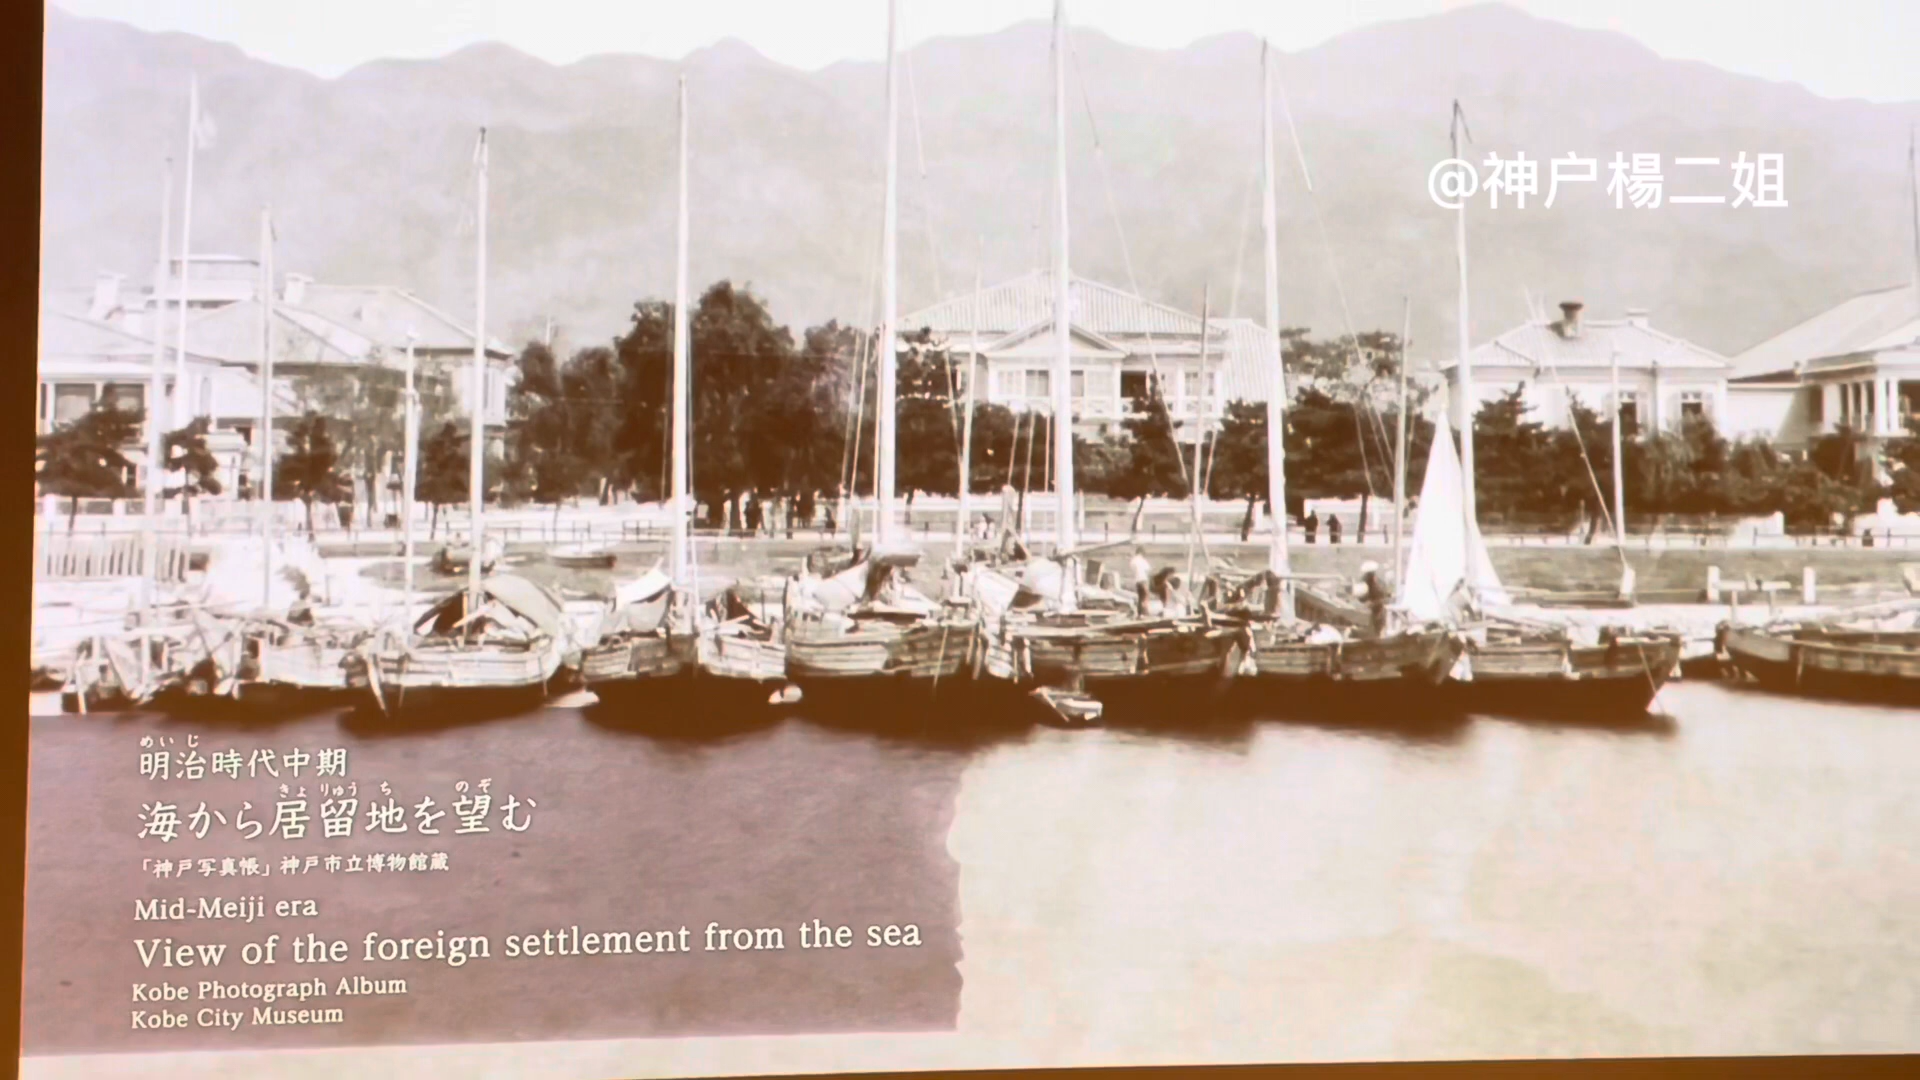 @神户楊二姐
めいじ
明治時代中期
きょりゅうち のぞ
海から居留地を望む
「神戸写真帳」神戸市立博物館蔵
Mid-Meiji era
View of the foreign settlement from the sea
Kobe Photograph Album
Kobe City Museum